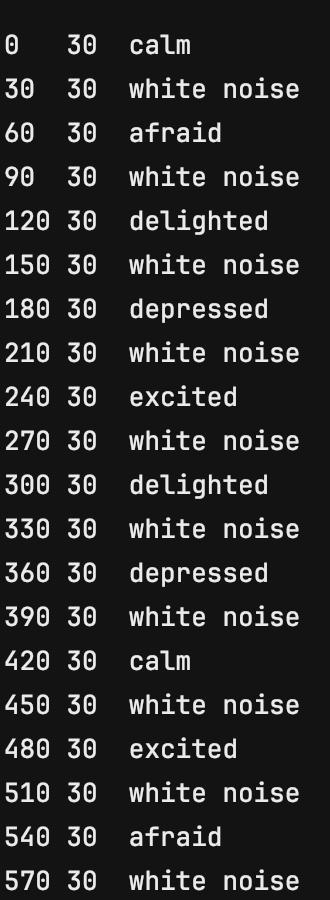 0 30 calm
30 30 white noise
60 30 afraid
90 30 white noise
120 30 delighted
150 30 white noise
180 30 depressed
210 30 white noise
240 30 excited
270 30 white noise
300 30 delighted
330 30 white noise
360 30 depressed
390 30 white noise
420 30 calm
450 30 white noise
480 30 excited
510 30 white noise
540 30 afraid
570 30 white noise